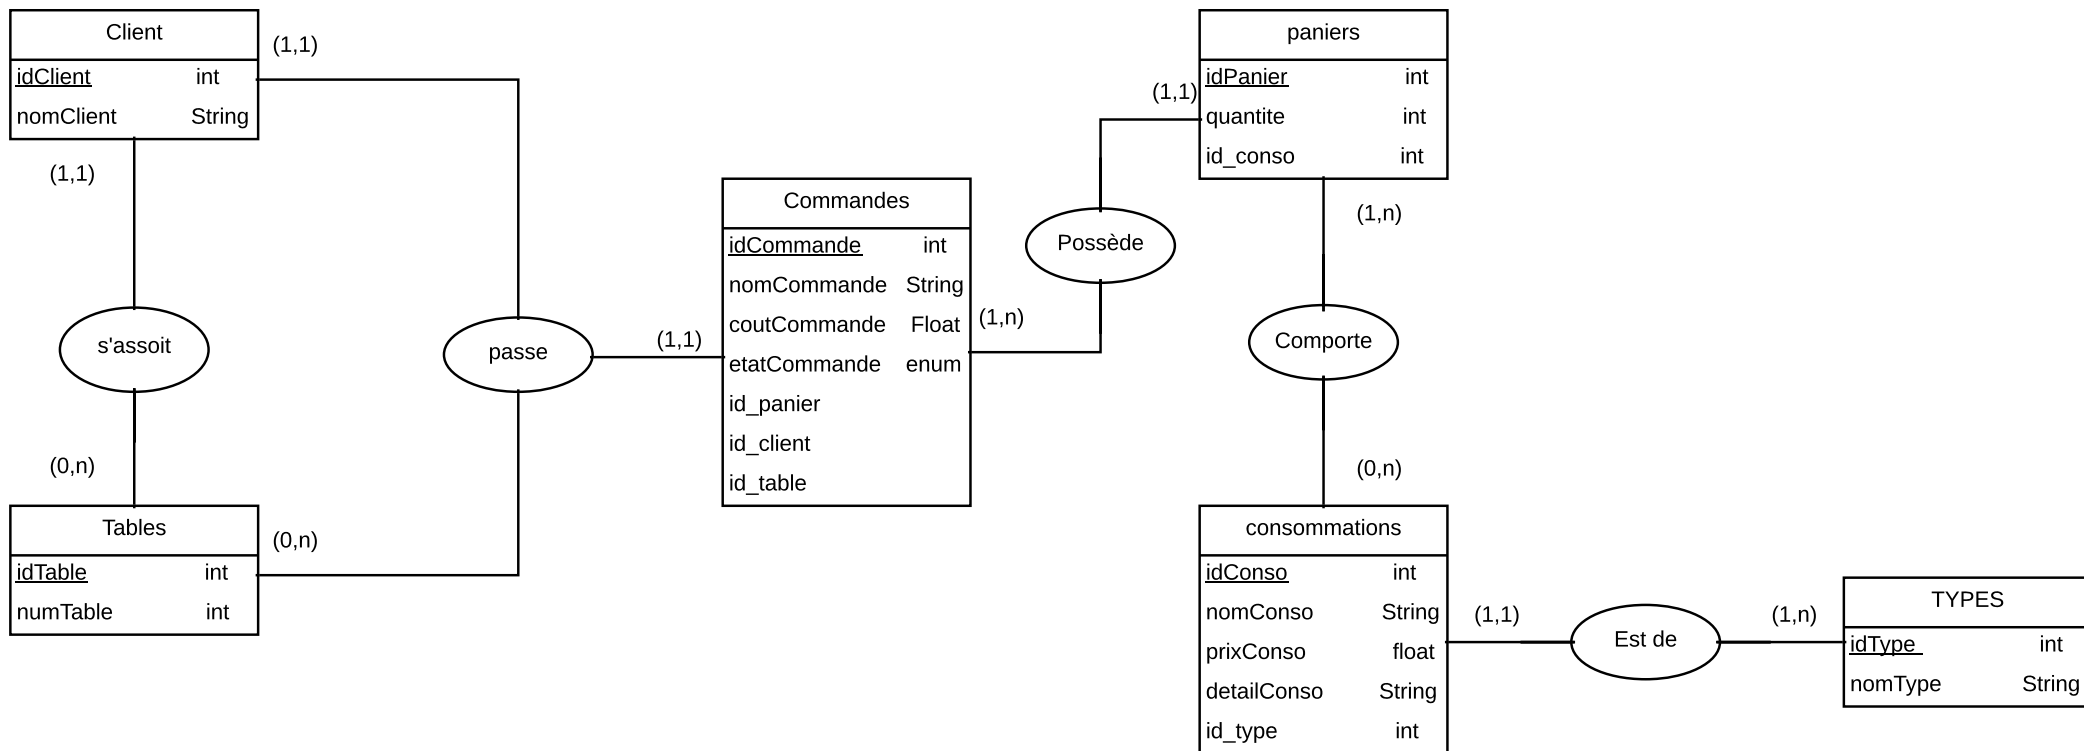 Client
idClient int
nomClient String
(1,1)
(1,1)
s'assoit
(0,n)
Tables
idTable int
numTable int
(0,n)
passe
(1,1)
Commandes
idCommande int
nomCommande String
coutCommande Float
etatCommande enum
id_panier
id_client
id_table
(1,n)
Possède
(1,1)
paniers
idPanier int
quantite int
id_conso int
(1,n)
Comporte
(0,n)
consommations
idConso int
nomConso String
prixConso float
detailConso String
id_type int
(1,1)
Est de
(1,n)
TYPES
idType int
nomType String